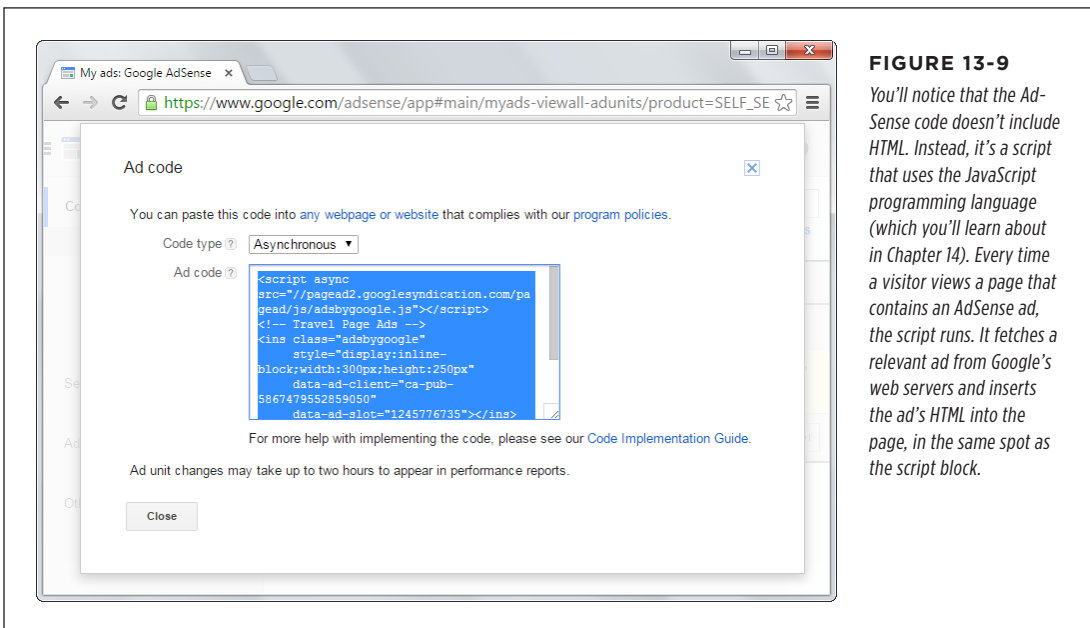 My ads: Google AdSense
https://www.google.com/adsense/app#main/myads-viewall-adunits/product=SELF_SE
Ad code
You can paste this code into any webpage or website that complies with our program policies.
Code type ? Asynchronous
Ad code ?
<script async
src="//pagead2.googlesyndication.com/pa
gead/js/adsbygoogle.js"></script>
<!-- Travel Page Ads -->
<ins class="adsbygoogle"
style="display:inline-
block;width:300px;height:250px"
data-ad-client="ca-pub-
5867479552859050"
data-ad-slot="1245776735"></ins>
For more help with implementing the code, please see our Code Implementation Guide.
Ad unit changes may take up to two hours to appear in performance reports.
Close
Co
Se
Ad
Ot
FIGURE 13-9
You'll notice that the Ad-
Sense code doesn't include
HTML. Instead, it's a script
that uses the JavaScript
programming language
(which you'll learn about
in Chapter 14). Every time
a visitor views a page that
contains an AdSense ad,
the script runs. It fetches a
relevant ad from Google's
web servers and inserts
the ad's HTML into the
page, in the same spot as
the script block.